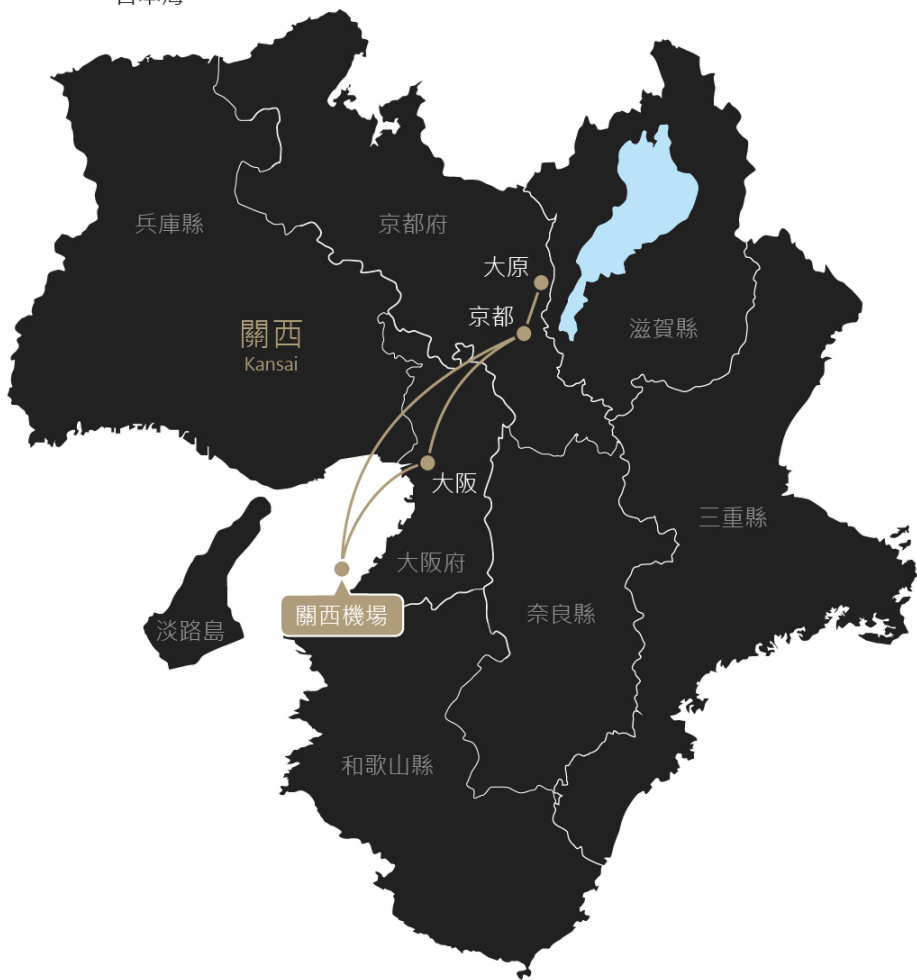 兵庫縣
京都府
大原
京都
關西
Kansai
滋賀縣
大阪
三重縣
大阪府
關西機場
奈良縣
淡路島
和歌山縣